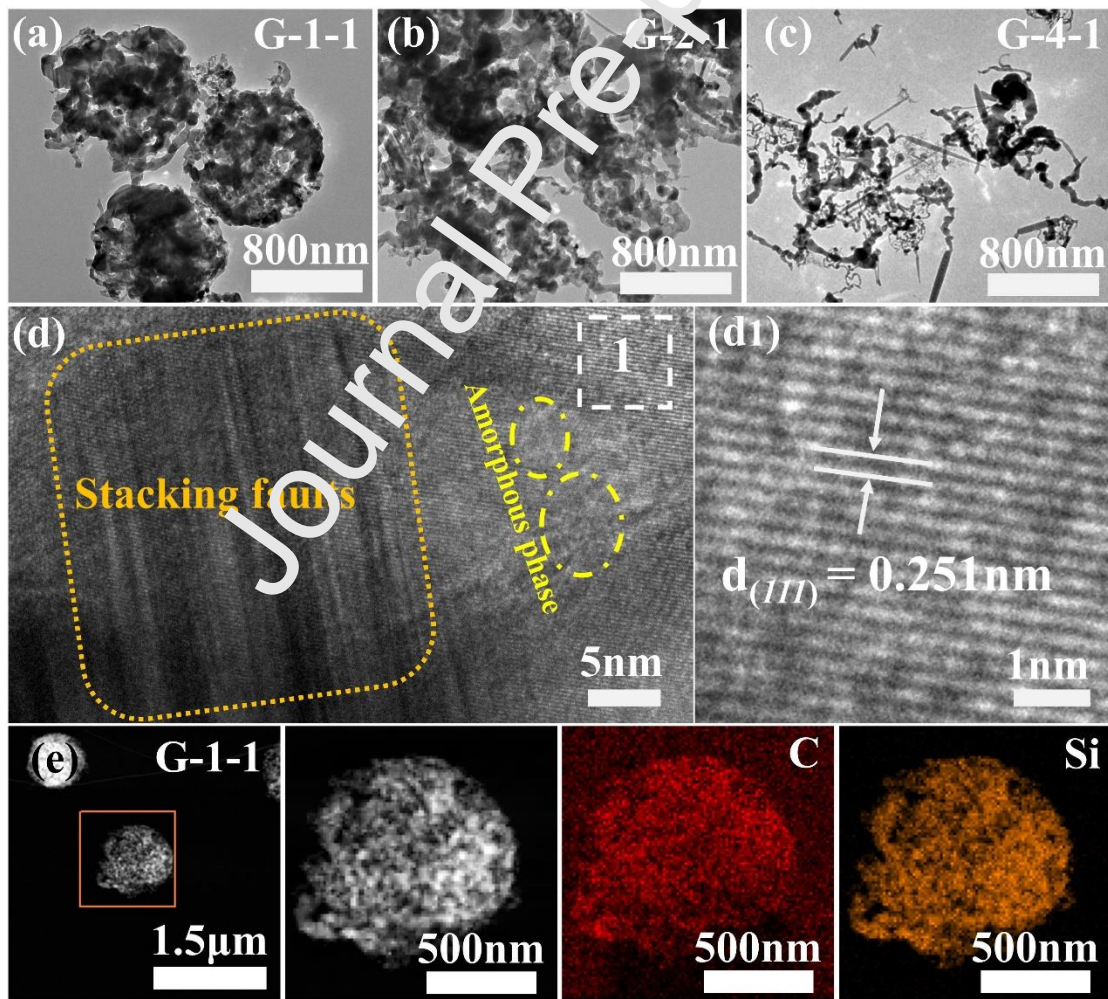 (a)
G-1-1
800nm
(b)
G-2-1
800nm
(c)
G-4-1
800nm
Journal Pre-p
(d)
Stacking faults
Amorphous phase
1
5nm
(d1)
d(111) = 0.251nm
1nm
(e)
G-1-1
1.5μm
500nm
C
500nm
Si
500nm